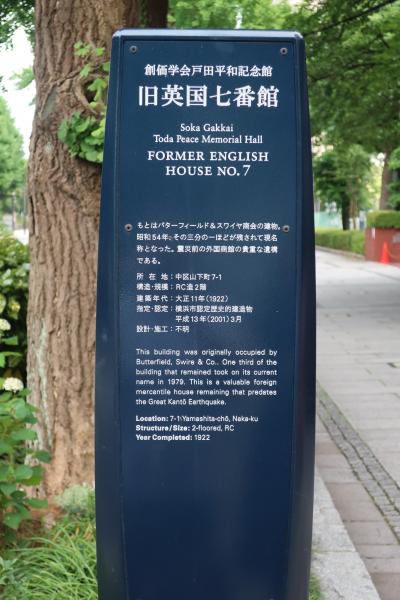 創価学会戸田平和記念館
旧英国七番館
Soka Gakkai
Toda Peace Memorial Hall
FORMER ENGLISH
HOUSE NO. 7
もとはバターフィールド&スワイヤ商会の建物。
昭和54年、その三分の一ほどが残されて現名
称となった。震災前の外国商館の貴重な遺構
である。
所在地：中区山下町7-1
構造・規模：RC造2階
建築年代：大正11年(1922)
指定・認定：横浜市認定歴史的建造物
平成13年(2001)3月
設計・施工：不明
This building was originally occupied by
Butterfield, Swire & Co.. One third of the
building that remained took on its current
name in 1979. This is a valuable foreign
mercantile house remaining that predates
the Great Kantō Earthquake.
Location: 7-1 Yamashita-chō, Naka-ku
Structure/Size: 2-floored, RC
Year Completed: 1922